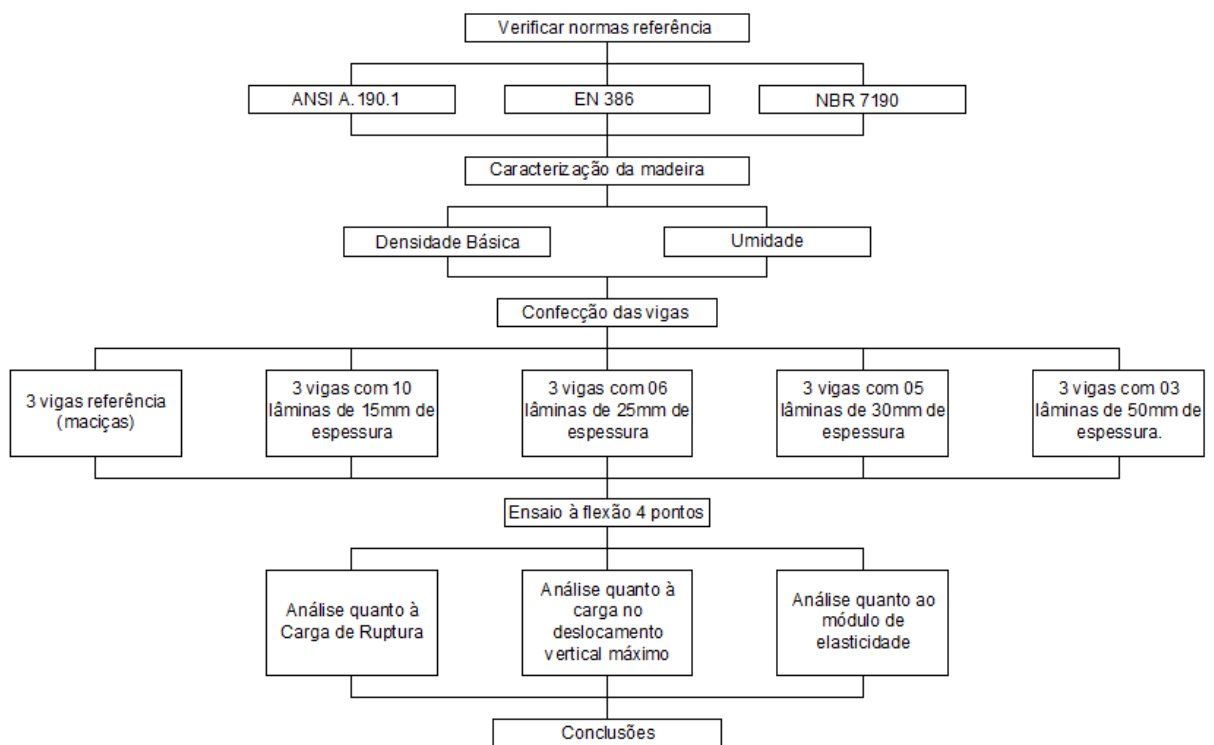 Verificar normas referência
ANSI A.190.1
EN 386
NBR 7190
Caracterização da madeira
Densidade Básica
Umidade
Confecção das vigas
3 vigas referência
(maciças)
3 vigas com 10
lâminas de 15mm de
espessura
3 vigas com 06
lâminas de 25mm de
espessura
3 vigas com 05
lâminas de 30mm de
espessura
3 vigas com 03
lâminas de 50mm de
espessura.
Ensaio à flexão 4 pontos
Análise quanto à
Carga de Ruptura
Análise quanto à
carga no
deslocamento
vertical máximo
Análise quanto ao
módulo de
elasticidade
Conclusões